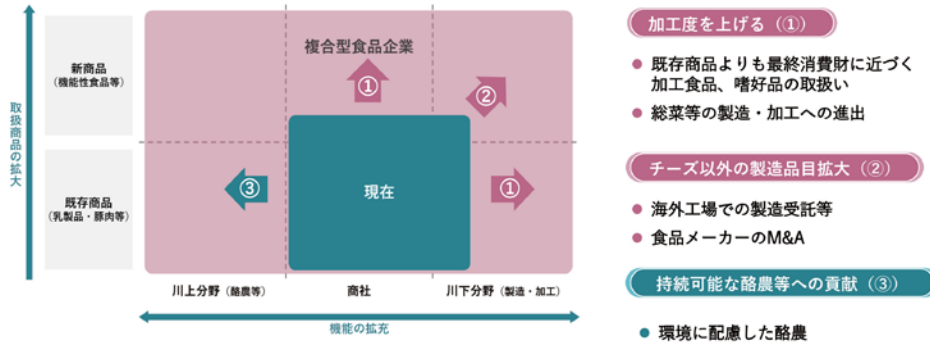 取扱商品の拡大
新商品
（機能性食品等）
既存商品
（乳製品・豚肉等）
複合型食品企業
①
②
③
現在
①
川上分野（酪農等）
商社
川下分野（製造・加工）
機能の拡充
加工度を上げる（①）
● 既存商品よりも最終消費財に近づく
加工食品、嗜好品の取扱い
● 総菜等の製造・加工への進出
チーズ以外の製造品目拡大（②）
● 海外工場での製造受託等
● 食品メーカーのM&A
持続可能な酪農等への貢献（③）
● 環境に配慮した酪農